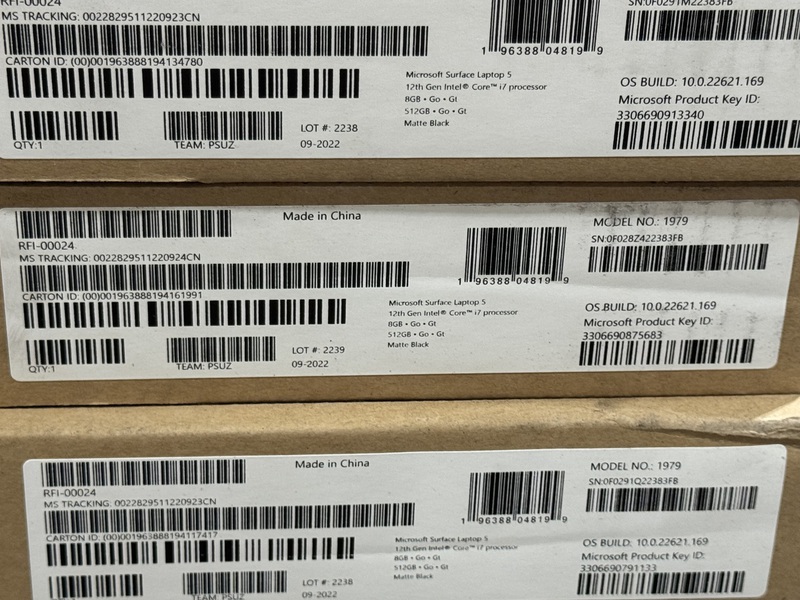 RFI-00024
MS TRACKING: 0022829511220923CN
CARTON ID: (00)00196388819413​4780
QTY:1
TEAM: PSUZ
LOT #: 2238
09-2022
1 96388 04819 9
Microsoft Surface Laptop 5
12th Gen Intel® Core™ i7 processor
8GB • Go • Gt
512GB • Go • Gt
Matte Black
SN:0F0291M22383FB
OS BUILD: 10.0.22621.169
Microsoft Product Key ID:
3306690913340
Made in China
RFI-00024
MS TRACKING: 0022829511220924CN
CARTON ID: (00)001963888194161991
QTY:1
TEAM: PSUZ
LOT #: 2239
09-2022
1 96388 04819 9
Microsoft Surface Laptop 5
12th Gen Intel® Core™ i7 processor
8GB • Go • Gt
512GB • Go • Gt
Matte Black
MODEL NO.: 1979
SN:0F028Z422383FB
OS.BUILD: 10.0.22621.169
Microsoft Product Key ID:
3306690875683
Made in China
RFI-00024
MS TRACKING: 0022829511220923CN
CARTON ID: (00)001963888194117417
TEAM: PSUZ
LOT #: 2238
1 96388 04819 9
Microsoft Surface Laptop 5
12th Gen Intel® Core™ i7 processor
8GB • Go • Gt
512GB • Go • Gt
Matte Black
MODEL NO.: 1979
SN:0F0291Q22383FB
OS BUILD: 10.0.22621.169
Microsoft Product Key ID:
3306690791133